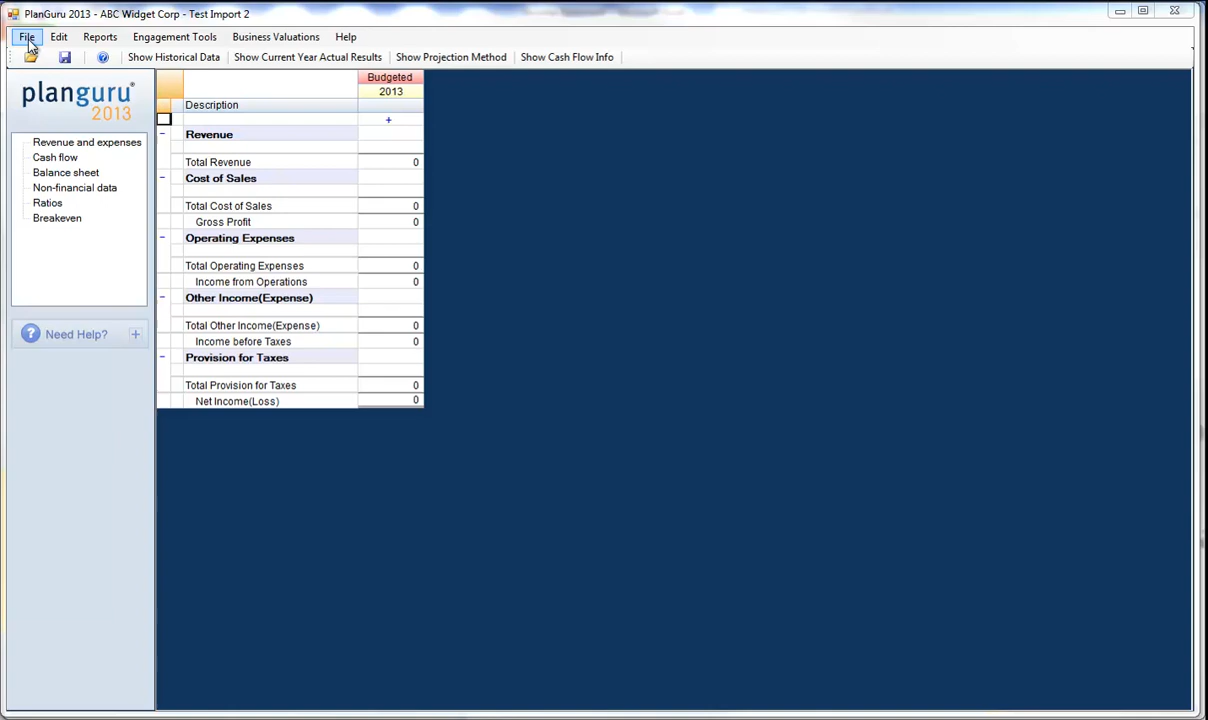 PlanGuru 2013 - ABC Widget Corp - Test Import 2
File Edit Reports Engagement Tools Business Valuations Help
Show Historical Data Show Current Year Actual Results Show Projection Method Show Cash Flow Info
planguru®
2013
Revenue and expenses
Cash flow
Balance sheet
Non-financial data
Ratios
Breakeven
? Need Help? +
Budgeted
2013
Description
+
Revenue
Total Revenue 0
Cost of Sales
Total Cost of Sales 0
Gross Profit 0
Operating Expenses
Total Operating Expenses 0
Income from Operations 0
Other Income(Expense)
Total Other Income(Expense) 0
Income before Taxes 0
Provision for Taxes
Total Provision for Taxes 0
Net Income(Loss) 0